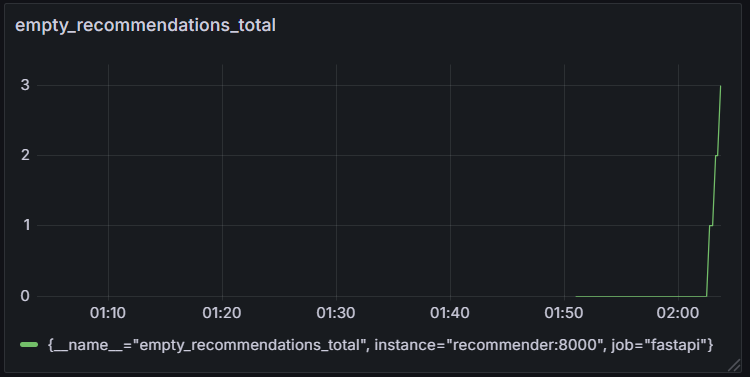 empty_recommendations_total
3
2
1
0
01:10 01:20 01:30 01:40 01:50 02:00
{__name__="empty_recommendations_total", instance="recommender:8000", job="fastapi"}